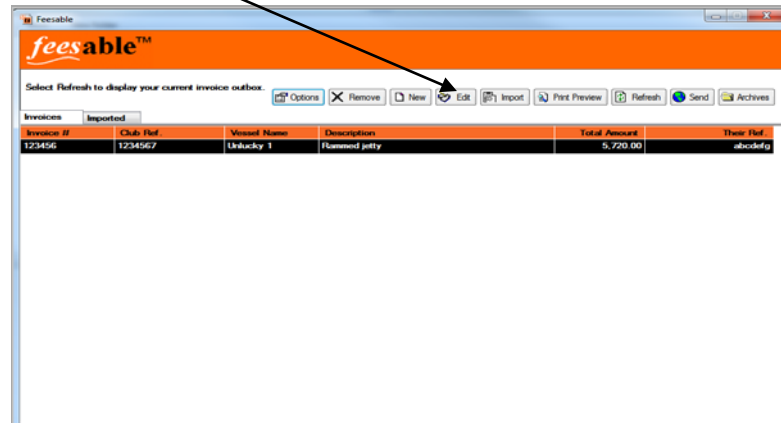 Feesable
feesable™
Select Refresh to display your current invoice outbox.
Options Remove New Edit Import Print Preview Refresh Send Archives
Invoices Imported
Invoice # Club Ref. Vessel Name Description Total Amount Their Ref.
123456 1234567 Unlucky 1 Rammed jetty 5,720.00 abcdefg